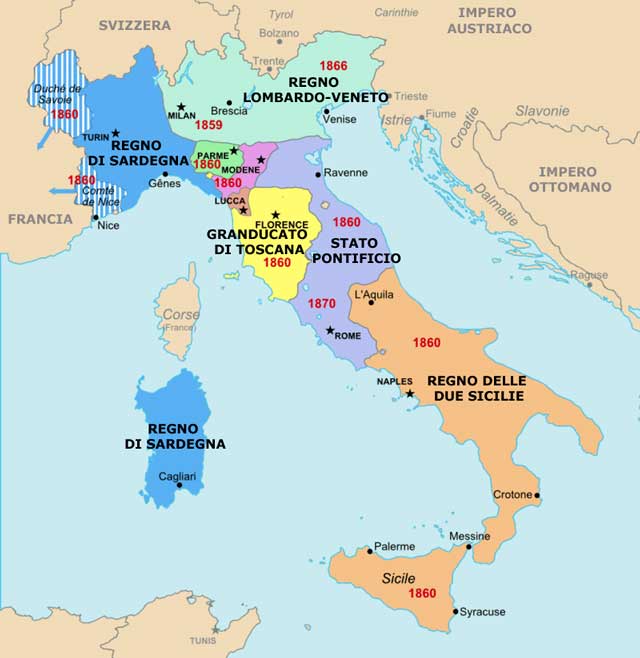 SVIZZERA
Tyrol
Carinthie
IMPERO
AUSTRIACO
Bolzano
Trente
1866
Duché de
Savoie
1860
REGNO
LOMBARDO-VENETO
Trieste
Fiume
Istrie
Croatie
Slavonie
MILAN
Brescia
1859
Venise
TURIN
REGNO
DI SARDEGNA
PARME
1860
MODENE
1860
1860
Comté
de Nice
Gênes
Ravenne
IMPERO
OTTOMANO
Dalmatie
FRANCIA
Nice
LUCCA
FLORENCE
GRANDUCATO
DI TOSCANA
1860
1860
STATO
PONTIFICIO
Raguse
L'Aquila
1870
Corse
(France)
ROME
1860
NAPLES
REGNO DELLE
DUE SICILIE
REGNO
DI SARDEGNA
Cagliari
Crotone
Messine
Palerme
Sicile
1860
Syracuse
TUNIS